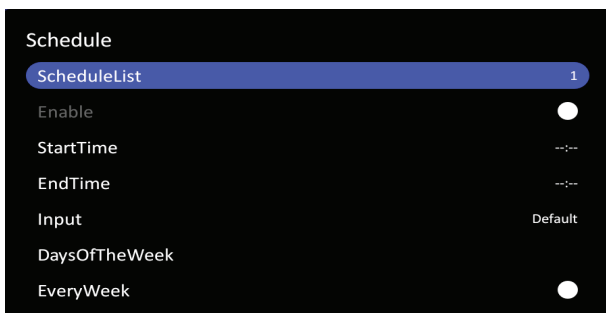 Schedule
ScheduleList 1
Enable
StartTime --:--
EndTime --:--
Input Default
DaysOfTheWeek
EveryWeek